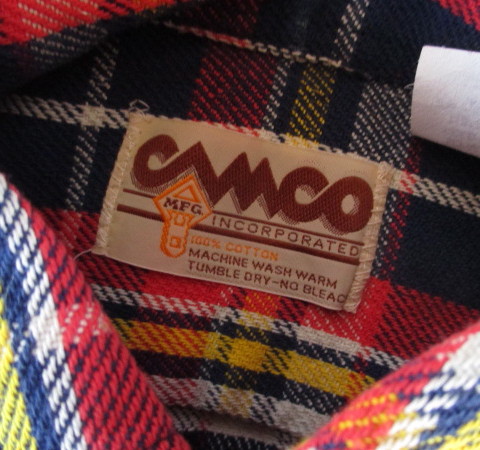 CAMCO
MFG.
INCORPORATED
100% COTTON
MACHINE WASH WARM
TUMBLE DRY-NO BLEAC